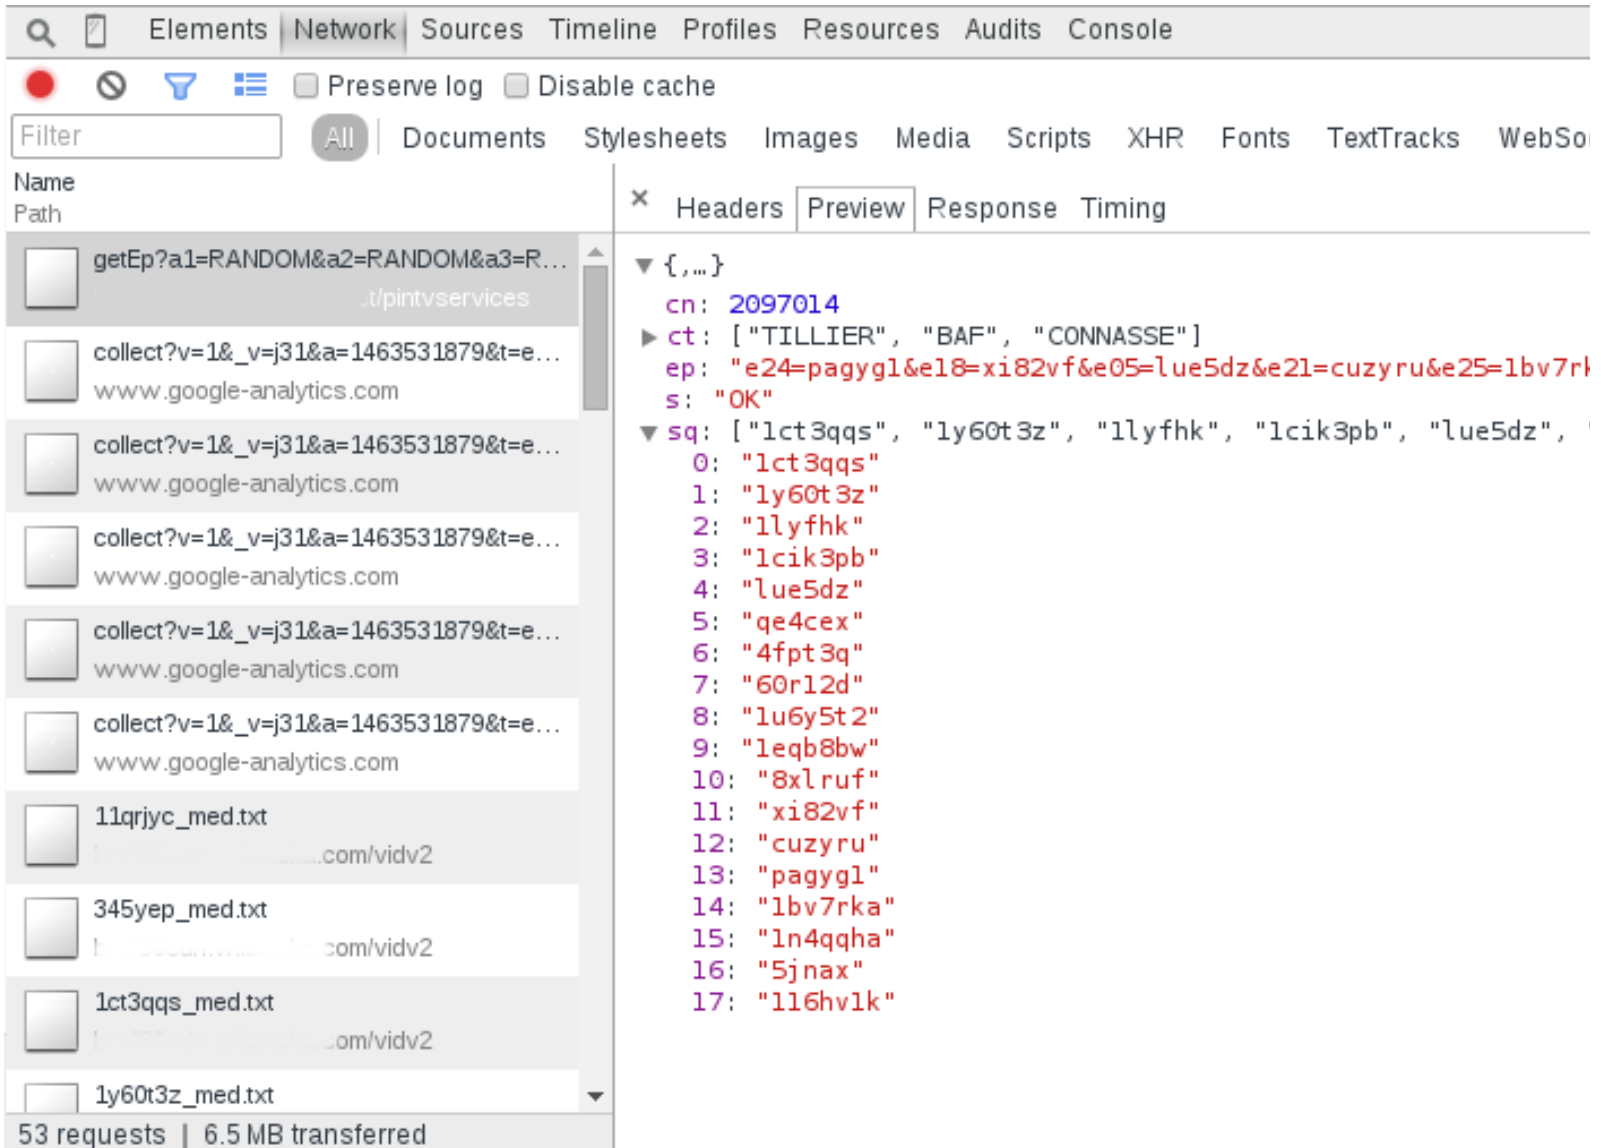 Elements Network Sources Timeline Profiles Resources Audits Console
Preserve log Disable cache
Filter All Documents Stylesheets Images Media Scripts XHR Fonts TextTracks WebSo
Name
Path
× Headers Preview Response Timing
getEp?a1=RANDOM&a2=RANDOM&a3=R...
t/pintvservices
collect?v=1&_v=j31&a=1463531879&t=e...
www.google-analytics.com
collect?v=1&_v=j31&a=1463531879&t=e...
www.google-analytics.com
collect?v=1&_v=j31&a=1463531879&t=e...
www.google-analytics.com
collect?v=1&_v=j31&a=1463531879&t=e...
www.google-analytics.com
collect?v=1&_v=j31&a=1463531879&t=e...
www.google-analytics.com
11qrjyc_med.txt
.com/vidv2
345yep_med.txt
com/vidv2
1ct3qqs_med.txt
com/vidv2
1y60t3z_med.txt
53 requests | 6.5 MB transferred
▼ {,…}
cn: 2097014
▶ ct: ["TILLIER", "BAF", "CONNASSE"]
ep: "e24=pagygl&e18=xi82vf&e05=lue5dz&e21=cuzyru&e25=1bv7rk
s: "OK"
▼ sq: ["1ct3qqs", "1y60t3z", "1lyfhk", "1cik3pb", "lue5dz",
0: "1ct3qqs"
1: "1y60t3z"
2: "1lyfhk"
3: "1cik3pb"
4: "lue5dz"
5: "qe4cex"
6: "4fpt3q"
7: "60rl2d"
8: "1u6y5t2"
9: "1eqb8bw"
10: "8xlruf"
11: "xi82vf"
12: "cuzyru"
13: "pagygl"
14: "1bv7rka"
15: "1n4qqha"
16: "5jnax"
17: "116hvlk"